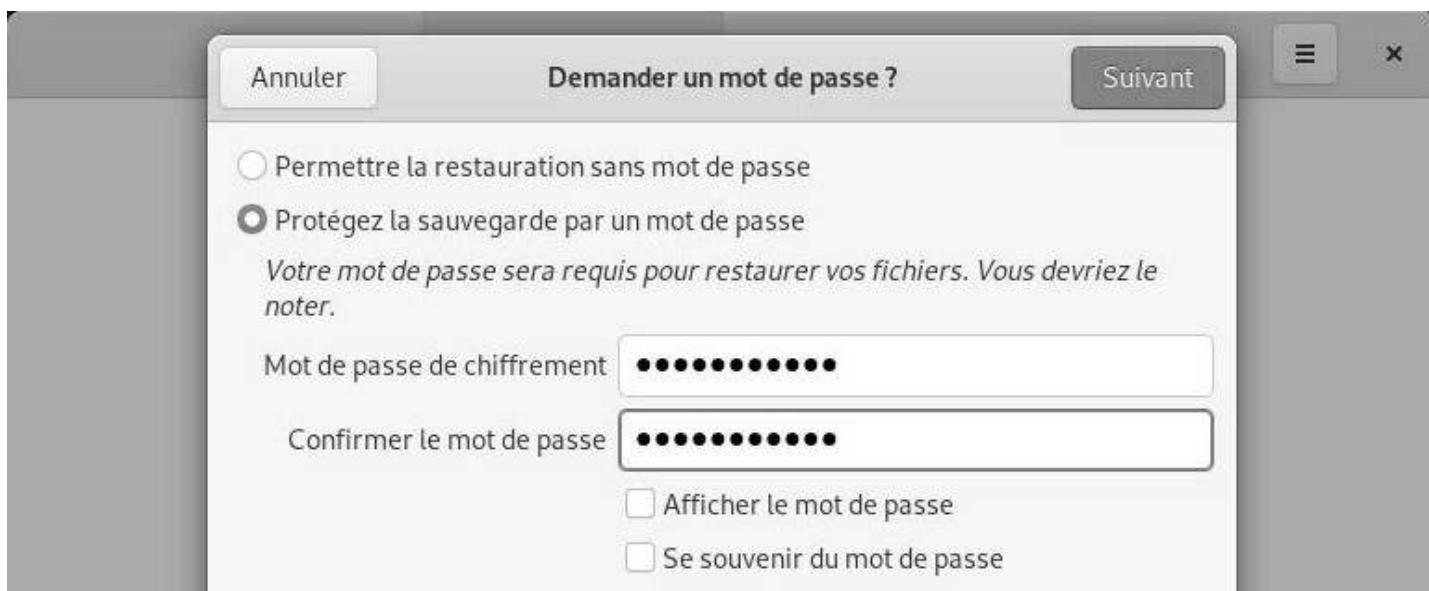 Annuler Demander un mot de passe ? Suivant
Permettre la restauration sans mot de passe
Protégez la sauvegarde par un mot de passe
Votre mot de passe sera requis pour restaurer vos fichiers. Vous devriez le
noter.
Mot de passe de chiffrement ●●●●●●●●●●●
Confirmer le mot de passe ●●●●●●●●●●●
Afficher le mot de passe
Se souvenir du mot de passe